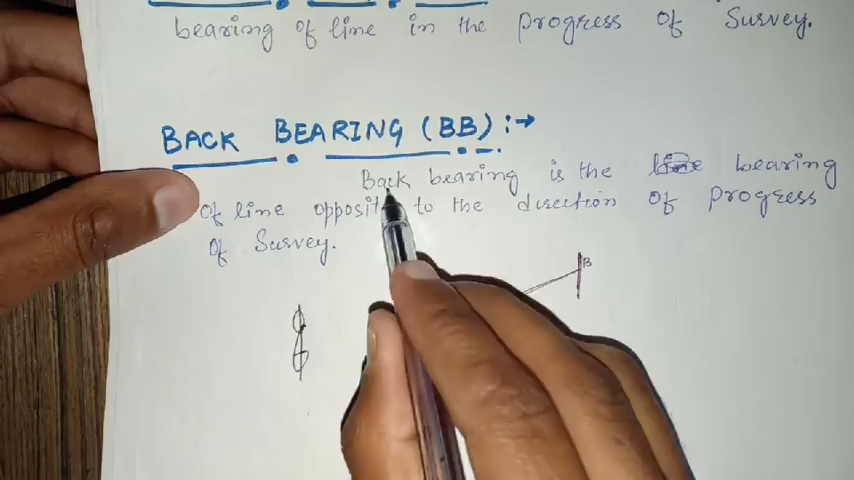 bearing of line in the progress of Survey.
BACK BEARING (BB) :→
Back bearing is the bearing
of line opposit to the direction of progress
of Survey.
B